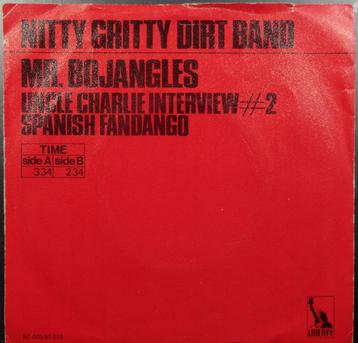 NITTY GRITTY DIRT BAND
MR. BOJANGLES
UNCLE CHARLIE INTERVIEW #2
SPANISH FANDANGO
TIME
side A side B
3 34 2 34
LIBERTY